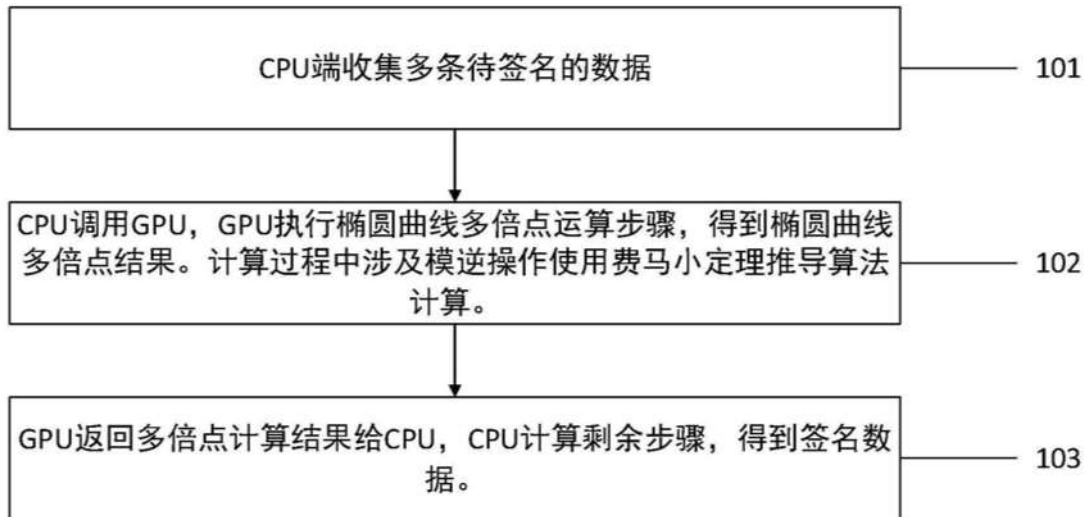 CPU端收集多条待签名的数据
101
CPU调用GPU，GPU执行椭圆曲线多倍点运算步骤，得到椭圆曲线
多倍点结果。计算过程中涉及模逆操作使用费马小定理推导算法
计算。
102
GPU返回多倍点计算结果给CPU，CPU计算剩余步骤，得到签名数
据。
103